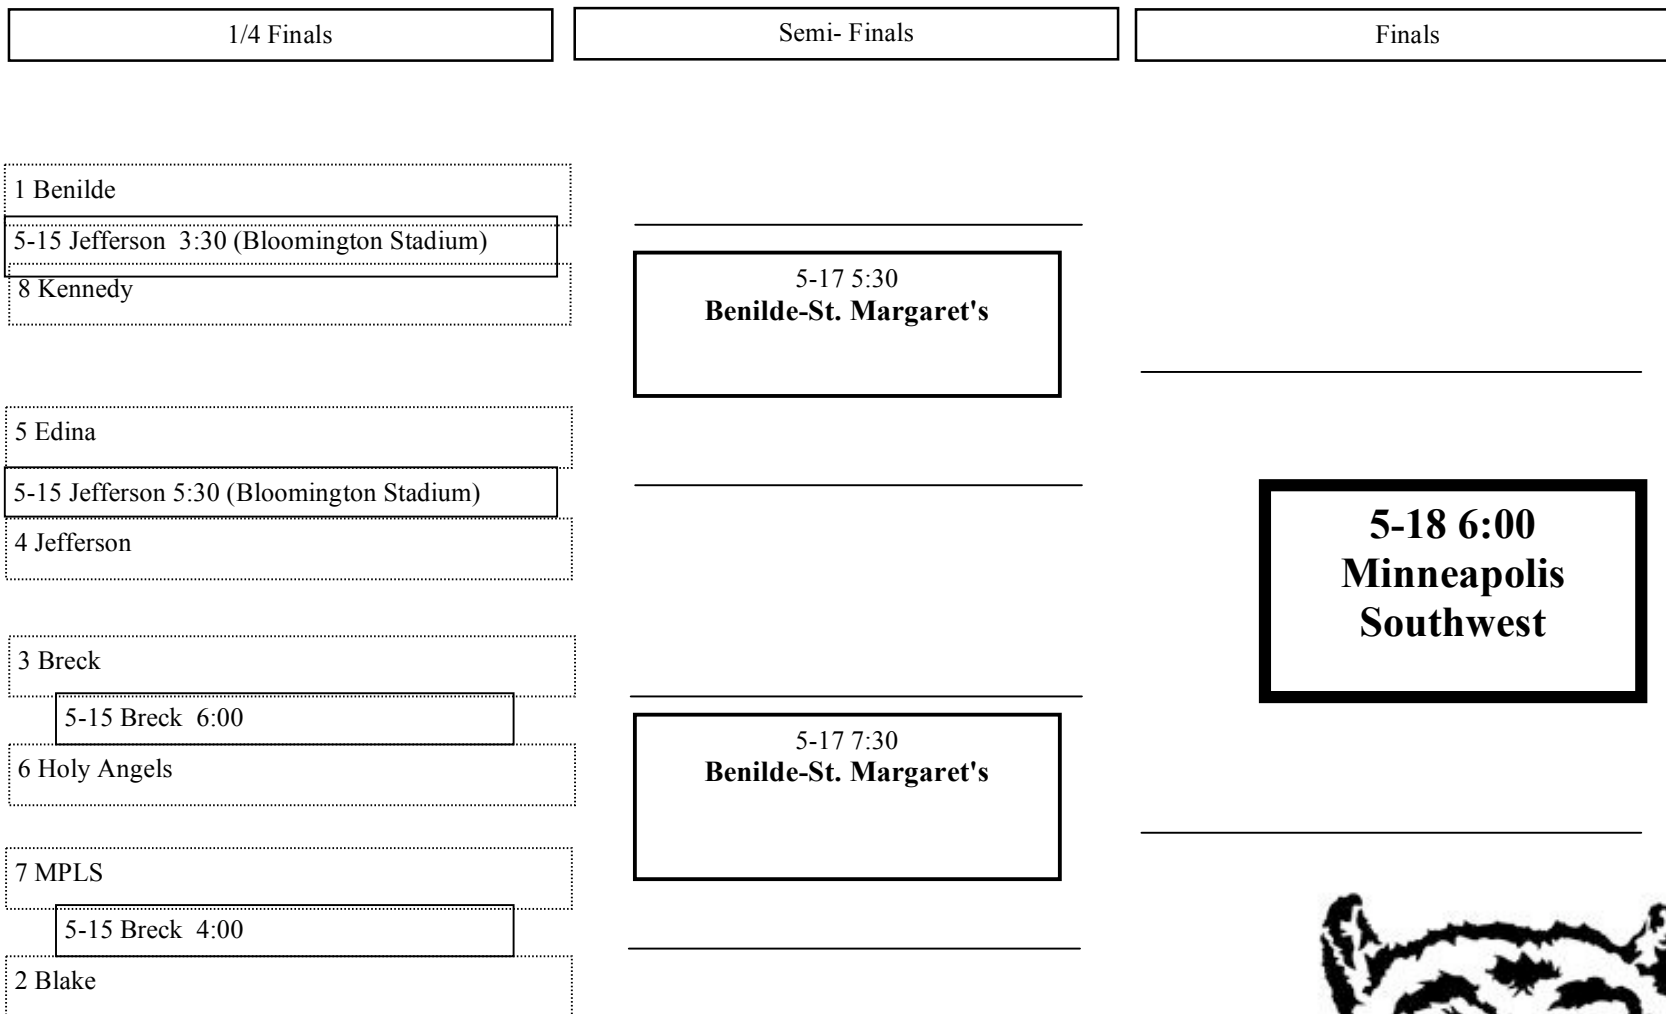 1/4 Finals
Semi- Finals
Finals
1 Benilde
5-15 Jefferson  3:30 (Bloomington Stadium)
8 Kennedy
5 Edina
5-15 Jefferson 5:30 (Bloomington Stadium)
4 Jefferson
3 Breck
5-15 Breck  6:00
6 Holy Angels
7 MPLS
5-15 Breck  4:00
2 Blake
5-17 5:30
Benilde-St. Margaret's
5-17 7:30
Benilde-St. Margaret's
5-18 6:00
Minneapolis
Southwest